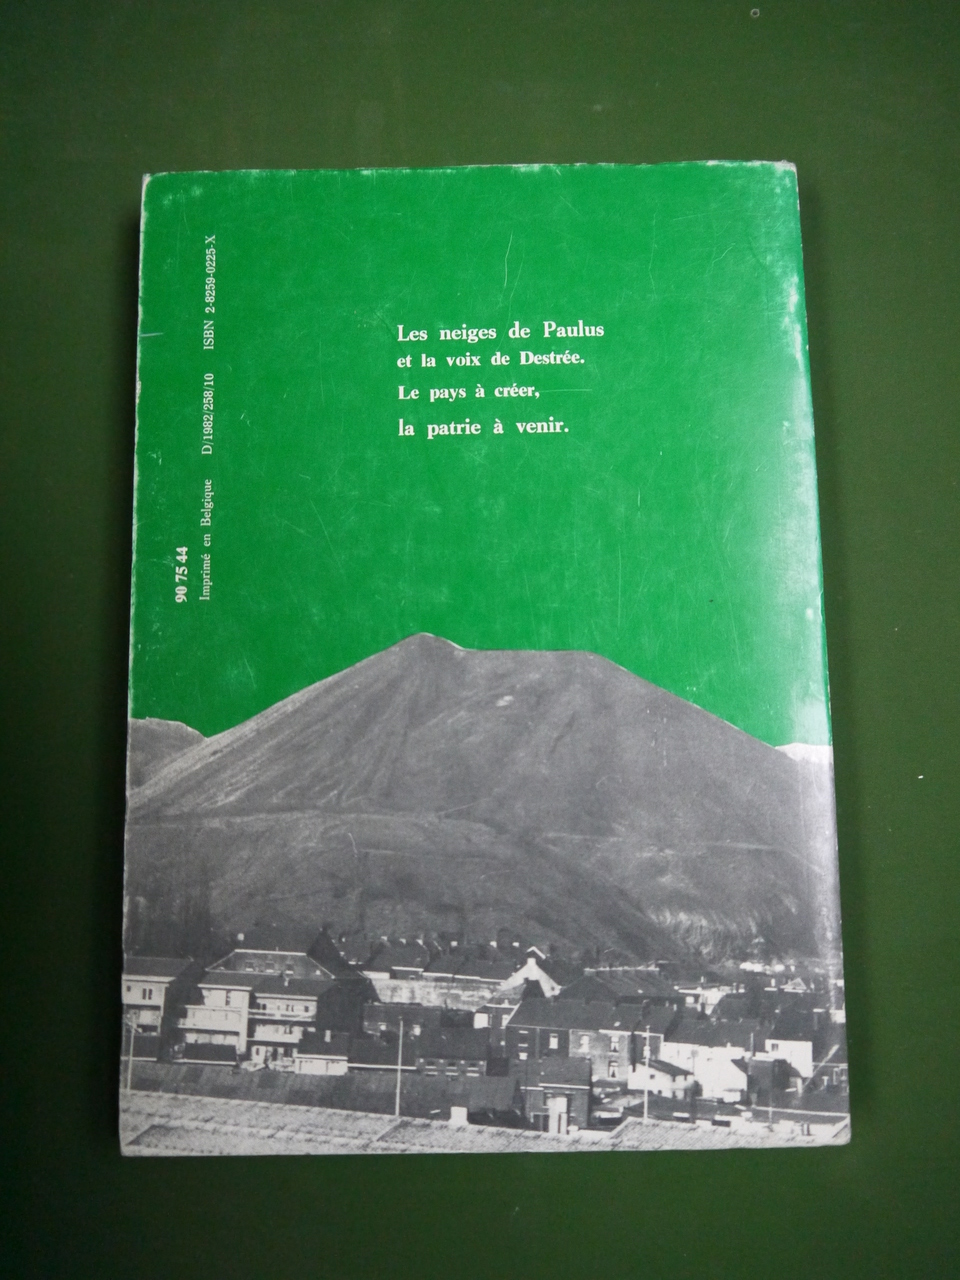 Les neiges de Paulus
et la voix de Destrée.
Le pays à créer,
la patrie à venir.
90 75 44
Imprimé en Belgique D/1982/258/10 ISBN 2-8259-0225-X